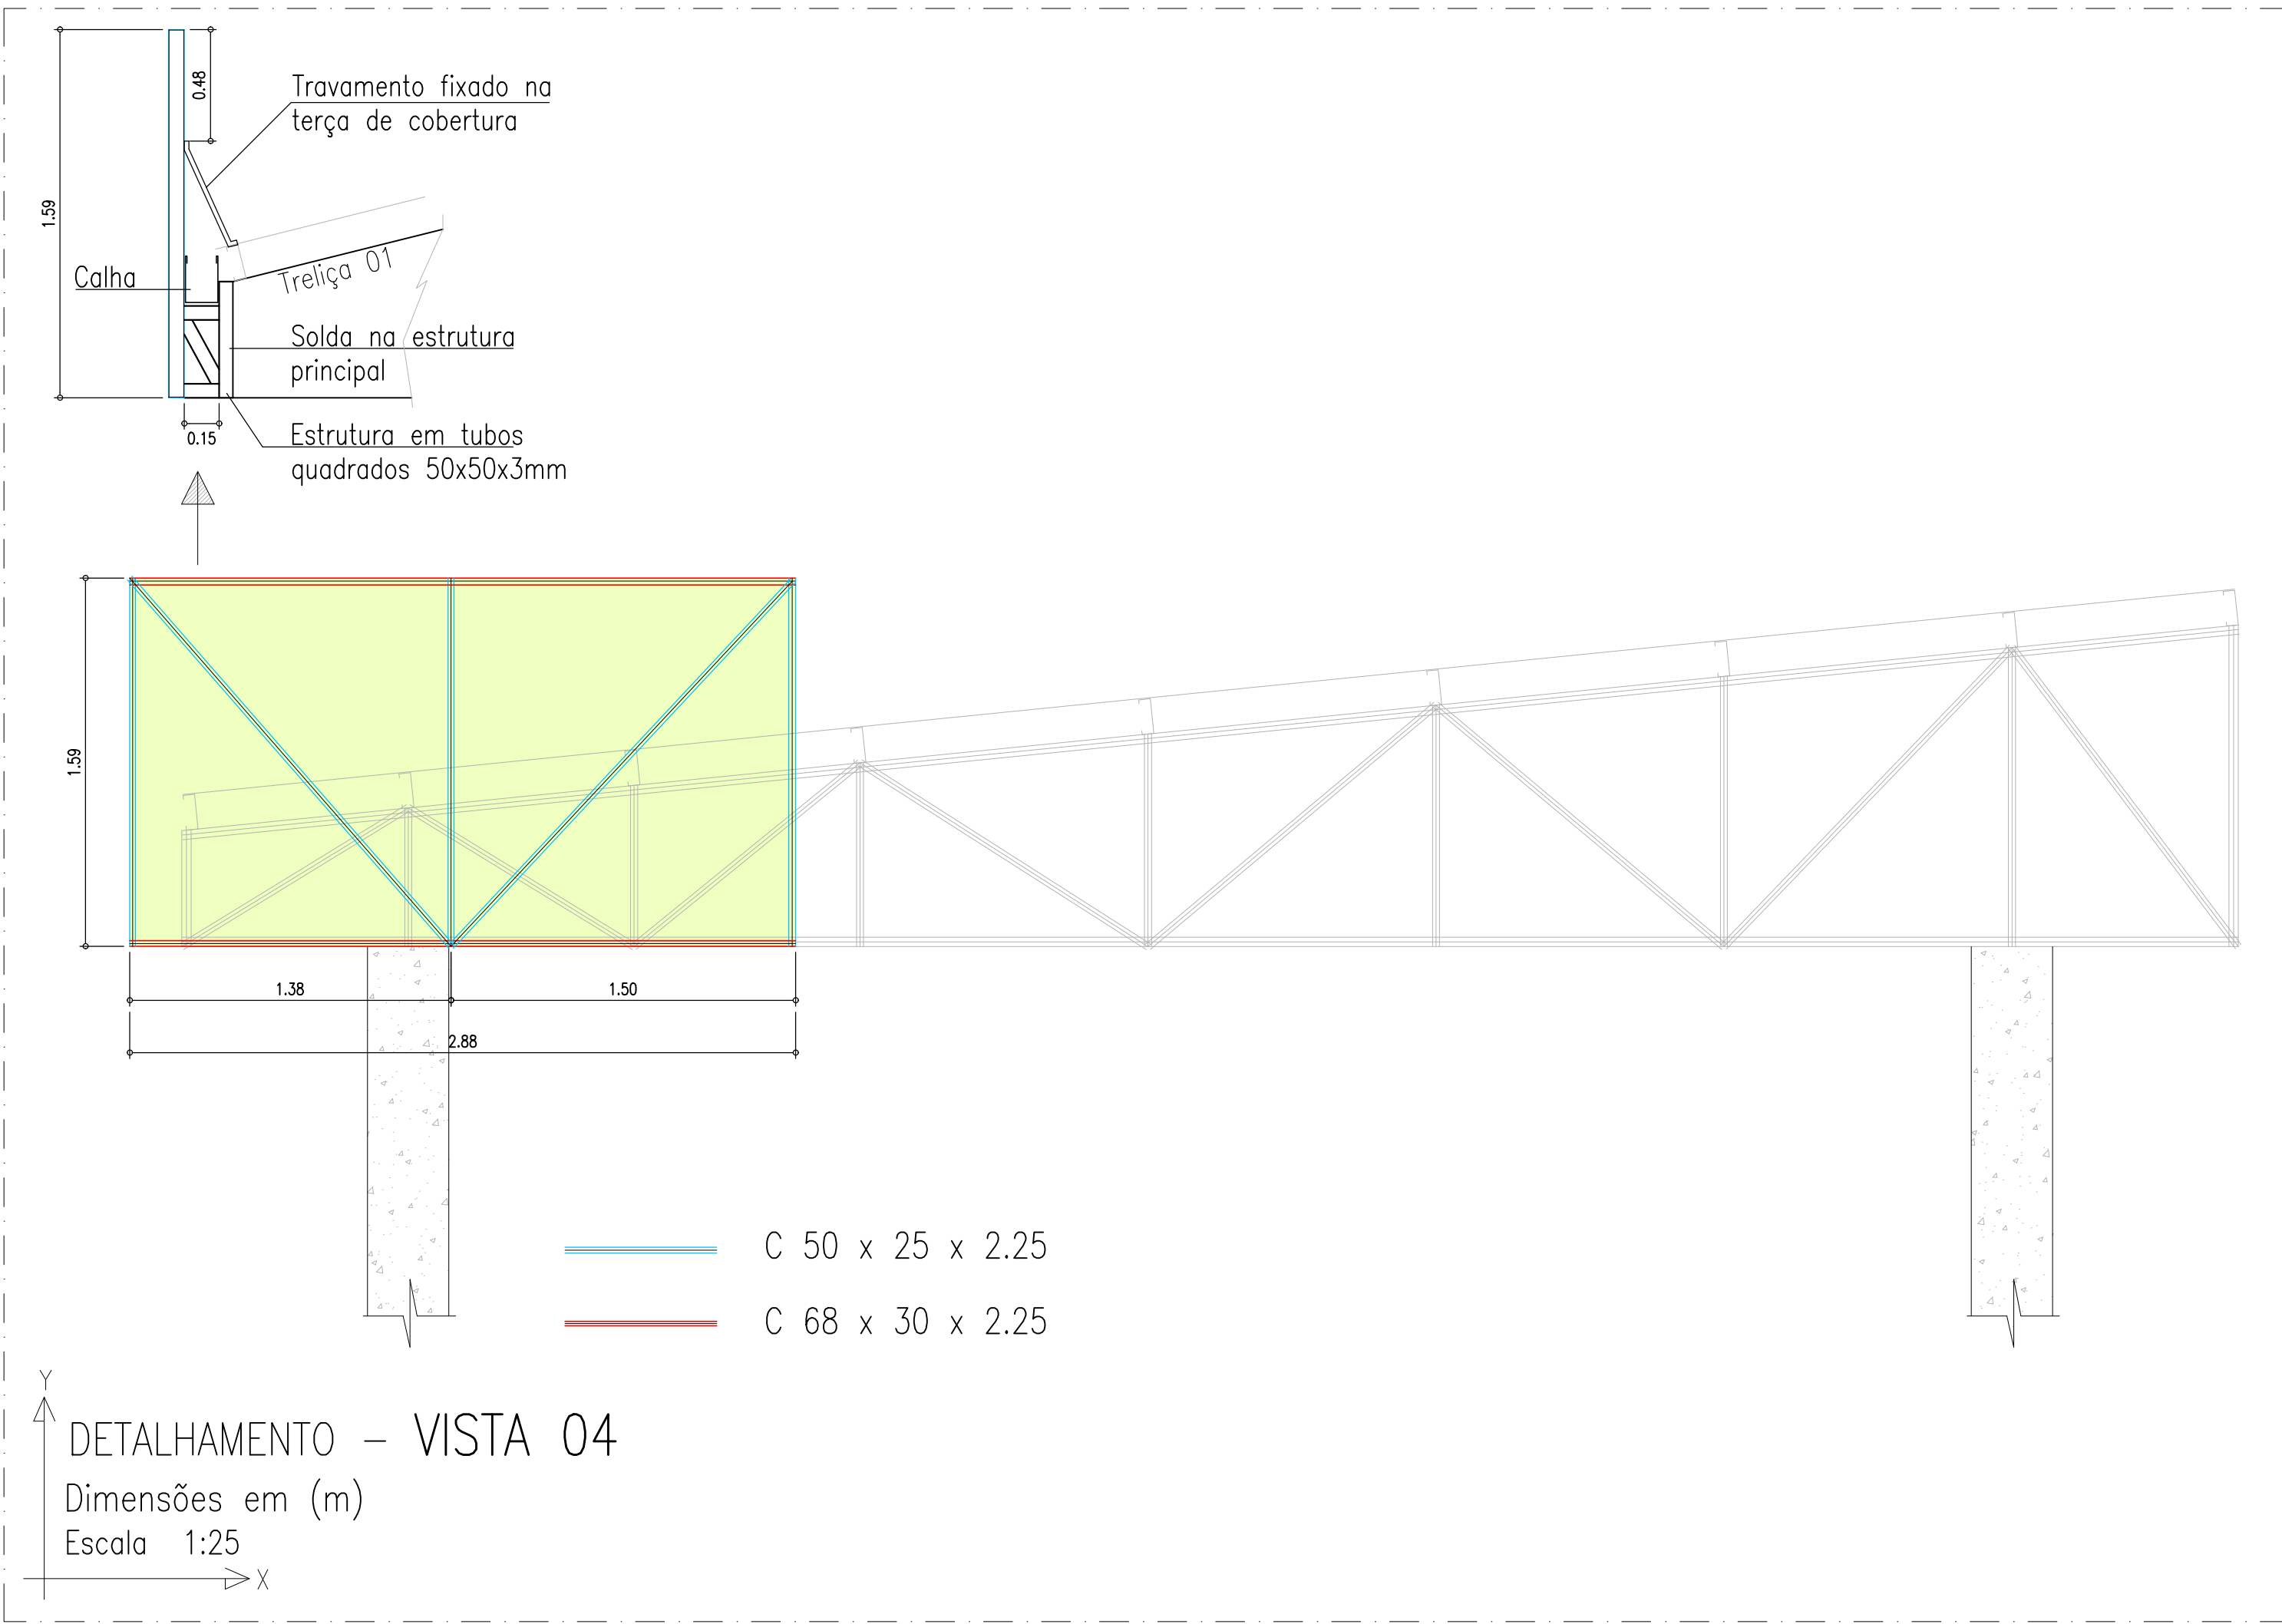 0.48
Travamento fixado na
terça de cobertura
1.59
Treliça 01
Calha
Solda na estrutura
principal
0.15
Estrutura em tubos
quadrados 50x50x3mm
1.59
1.38
1.50
2.88
C 50 x 25 x 2.25
C 68 x 30 x 2.25
Y
DETALHAMENTO - VISTA 04
Dimensões em (m)
Escala 1:25
X